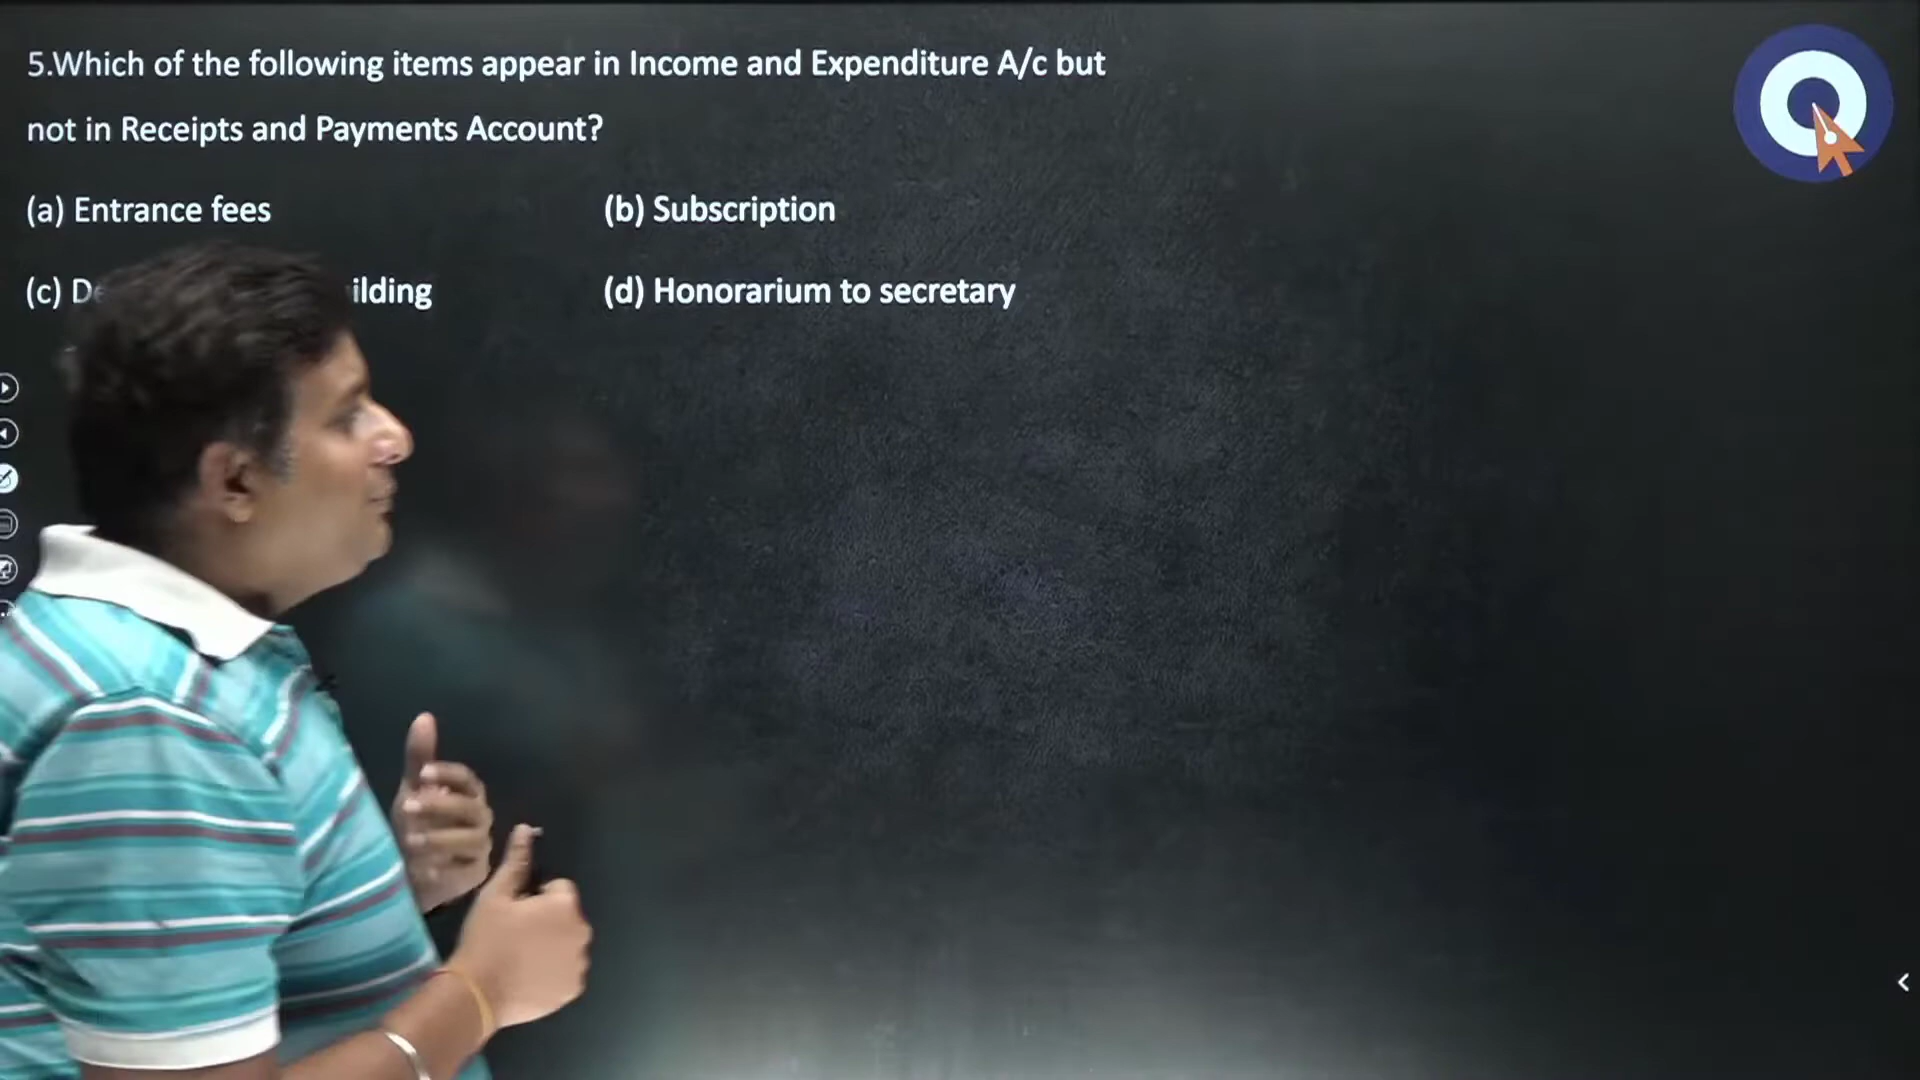 5.Which of the following items appear in Income and Expenditure A/c but
not in Receipts and Payments Account?
(a) Entrance fees (b) Subscription
(c) (d) Honorarium to secretary